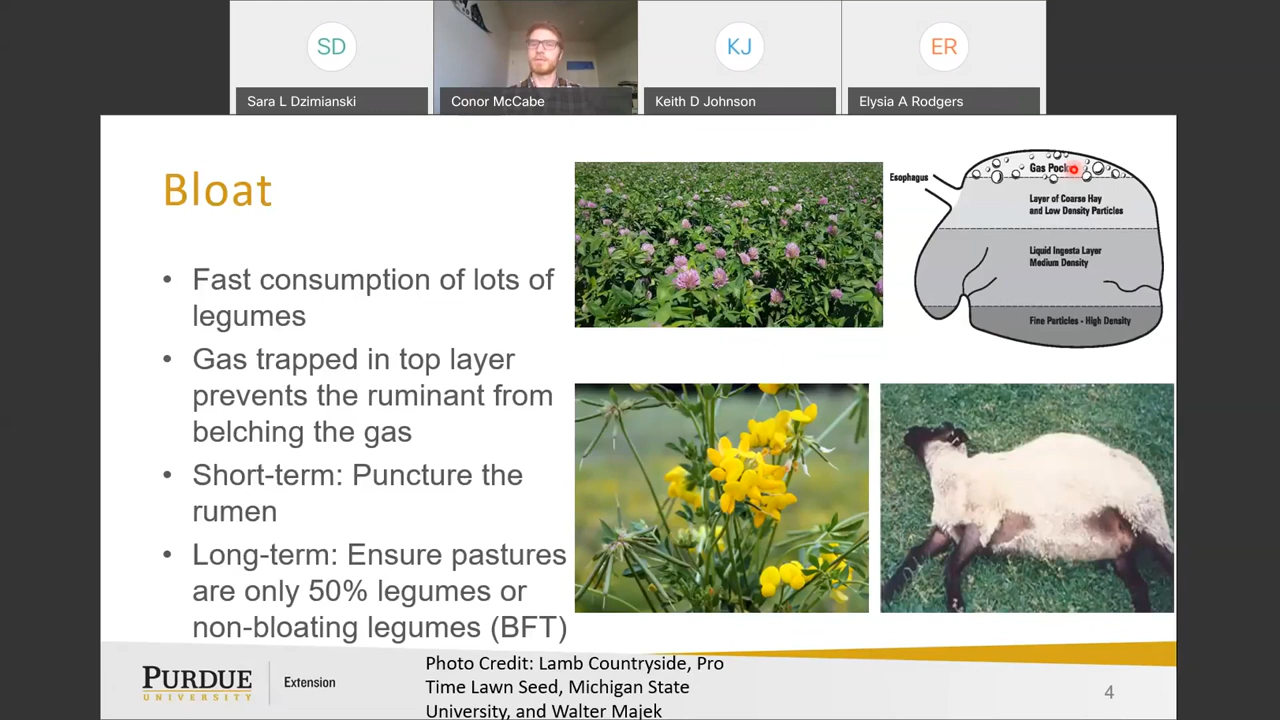 SD
KJ
ER
Sara L Dzimianski
Conor McCabe
Keith D Johnson
Elysia A Rodgers
Bloat
• Fast consumption of lots of
legumes
• Gas trapped in top layer
prevents the ruminant from
belching the gas
• Short-term: Puncture the
rumen
• Long-term: Ensure pastures
are only 50% legumes or
non-bloating legumes (BFT)
Esophagus
Gas
Layer of Coarse Hay
and Low Density Particles
Liquid Ingesta Layer
Medium Density
Fine Particles - High Density
PURDUE
UNIVERSITY
Extension
Photo Credit: Lamb Countryside, Pro
Time Lawn Seed, Michigan State
University, and Walter Majek
4